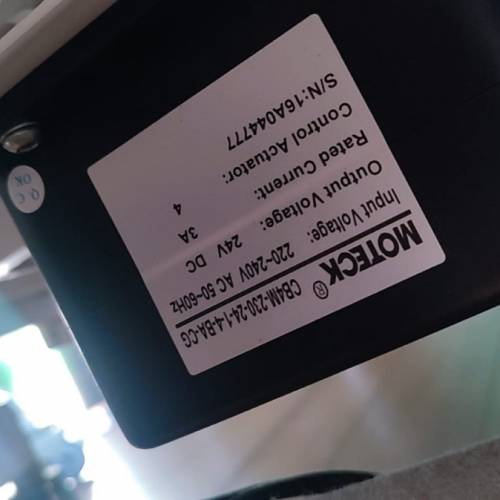 MOTECK ® CB4M-230-24-1-4-BA-CG
Input Voltage: 220~240V AC 50-60Hz
Output Voltage: 24V DC
Rated Current: 3A
Control Actuator: 4
S/N:16A044777
Q.C
OK